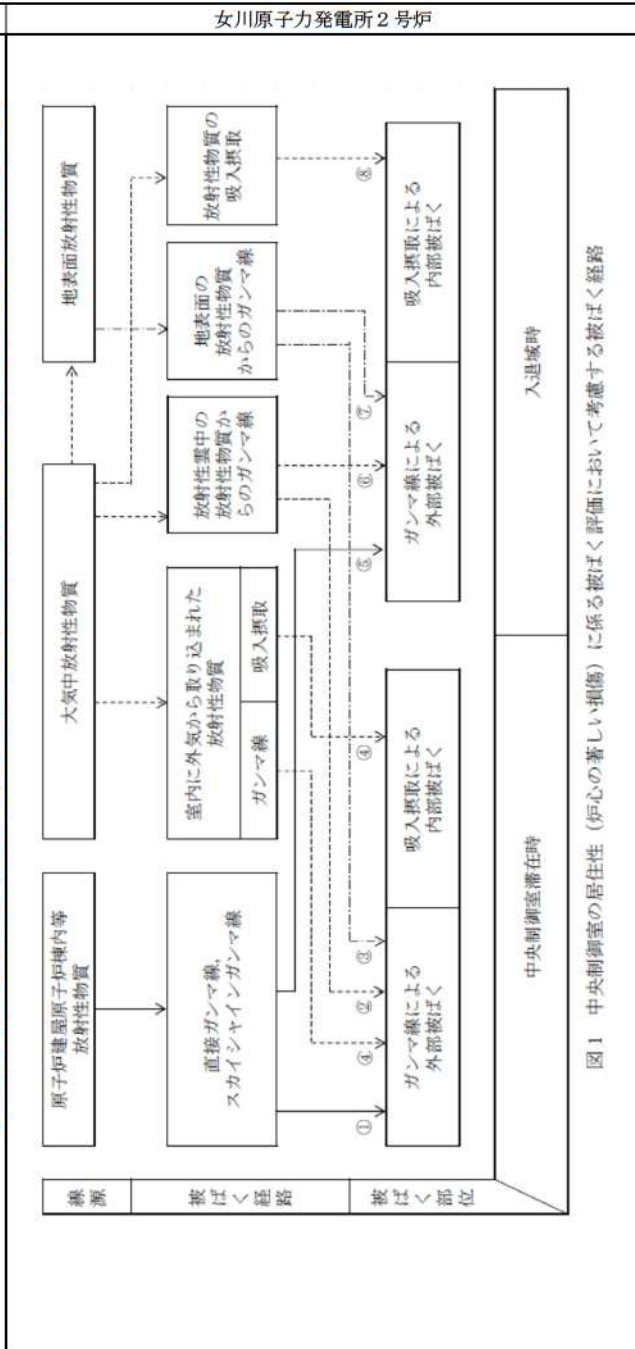 女川原子力発電所2号炉
線源
原子炉建屋原子炉棟内等
放射性物質
大気中放射性物質
地表面放射性物質
被ばく経路
直接ガンマ線,
スカイシャインガンマ線
室内に外気から取り込まれた
放射性物質
ガンマ線
吸入摂取
放射性雲中の
放射性物質か
らのガンマ線
地表面の
放射性物質
からのガンマ線
放射性物質の
吸入摂取
①
④
②
③
④
⑤
⑥
⑦
⑧
被ばく部位
ガンマ線による
外部被ばく
吸入摂取による
内部被ばく
ガンマ線による
外部被ばく
吸入摂取による
内部被ばく
中央制御室滞在時
入退域時
図1 中央制御室の居住性(炉心の著しい損傷)に係る被ばく評価において考慮する被ばく経路